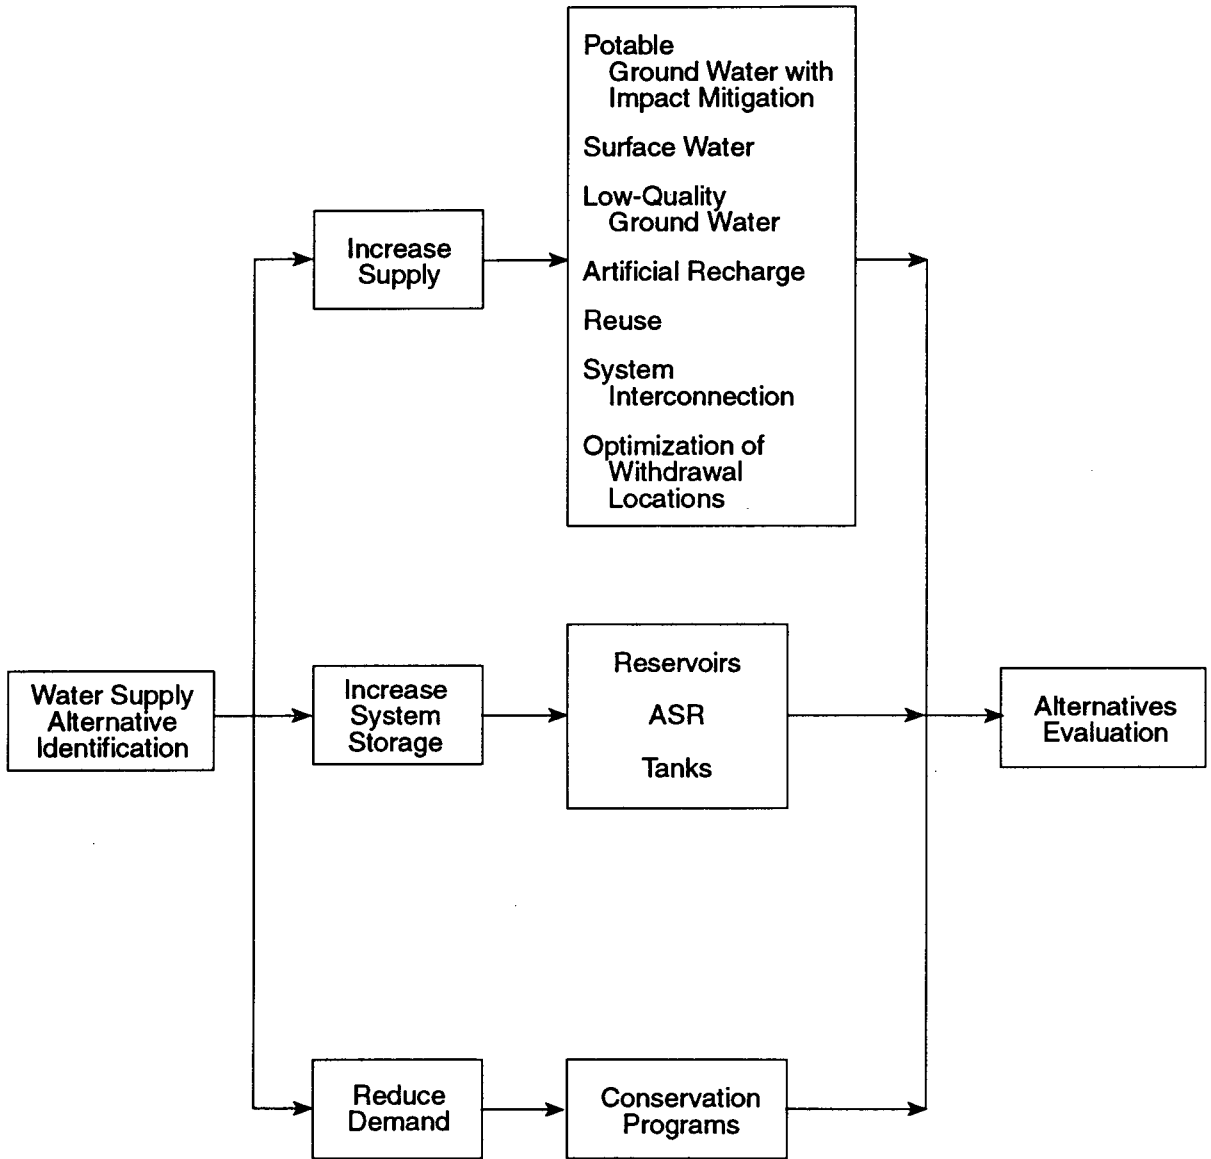 Potable
Ground Water with
Impact Mitigation
Surface Water
Low-Quality
Ground Water
Artificial Recharge
Reuse
System
Interconnection
Optimization of
Withdrawal
Locations
Increase
Supply
Water Supply
Alternative
Identification
Increase
System
Storage
Reservoirs
ASR
Tanks
Alternatives
Evaluation
Reduce
Demand
Conservation
Programs